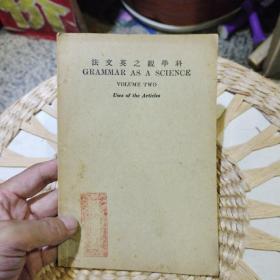 法文英之觀學科
GRAMMAR AS A SCIENCE
VOLUME TWO
Uses of the Articles